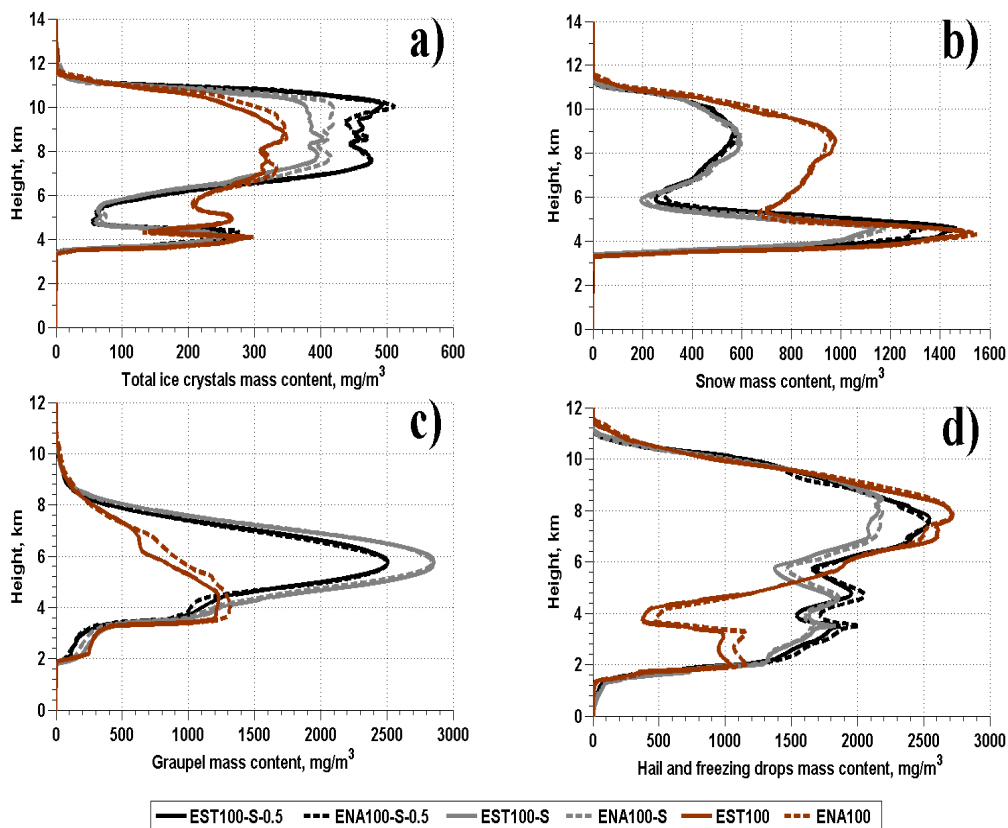 a)
14
12
10
8
6
4
2
0
Height, km
0 100 200 300 400 500 600
Total ice crystals mass content, mg/m³
b)
14
12
10
8
6
4
2
0
Height, km
0 200 400 600 800 1000 1200 1400 1600
Snow mass content, mg/m³
c)
12
10
8
6
4
2
0
Height, km
0 500 1000 1500 2000 2500 3000
Graupel mass content, mg/m³
d)
12
10
8
6
4
2
0
Height, km
0 500 1000 1500 2000 2500 3000
Hail and freezing drops mass content, mg/m³
EST100-S-0.5 ENA100-S-0.5 EST100-S ENA100-S EST100 ENA100